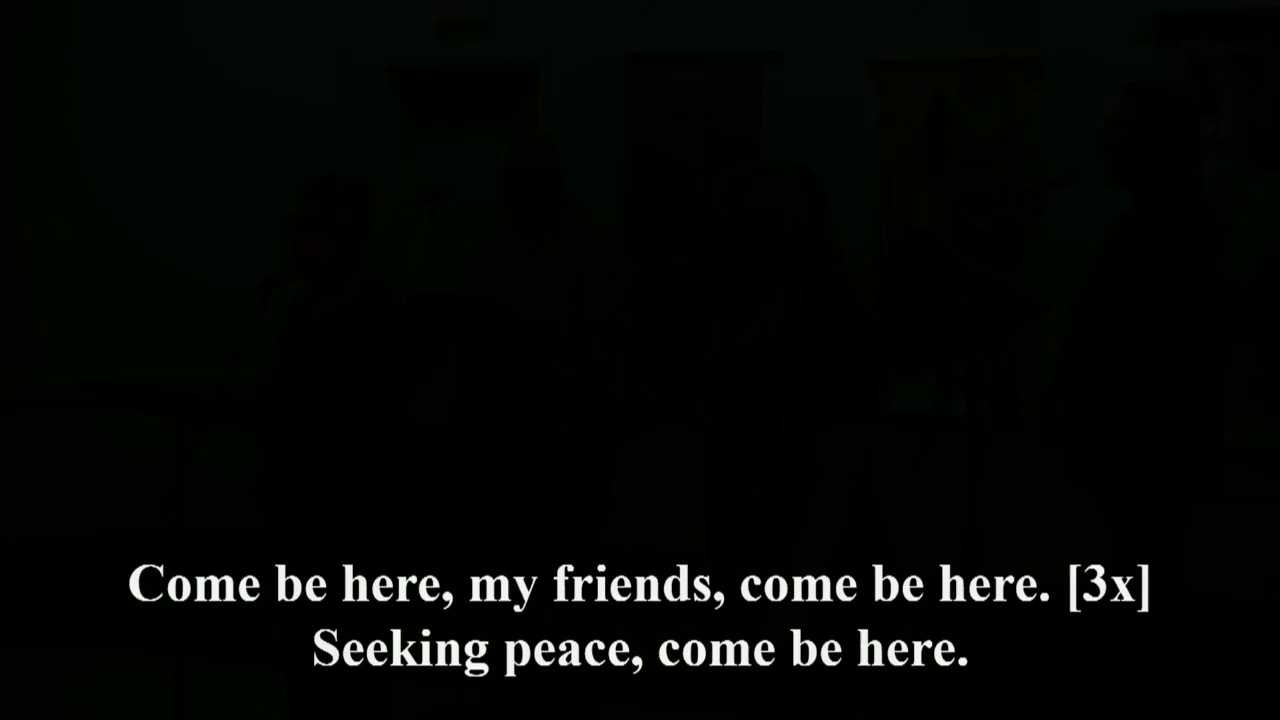 Come be here, my friends, come be here. [3x]
Seeking peace, come be here.